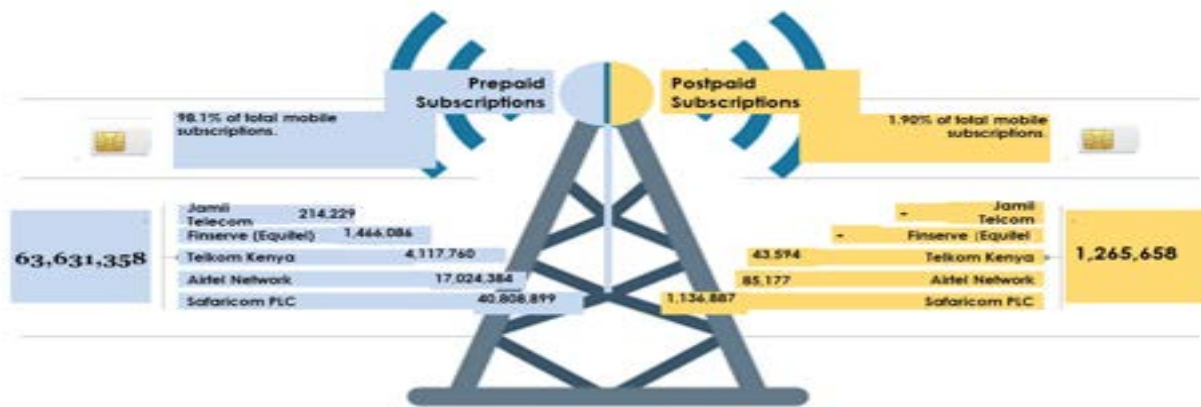 Prepaid
Subscriptions
Postpaid
Subscriptions
98.1% of total mobile
subscriptions.
1.90% of total mobile
subscriptions.
63,631,358
Jamii
Telecom 214,229
Finserve (Equitel) 1,466,086
Telkom Kenya 4,117,760
Airtel Network 17,024,384
Safaricom PLC 40,808,899
- Jamii
Telcom
- Finserve (Equitel
43,594 Telkom Kenya
85,177 Airtel Network
1,136,887 Safaricom PLC
1,265,658